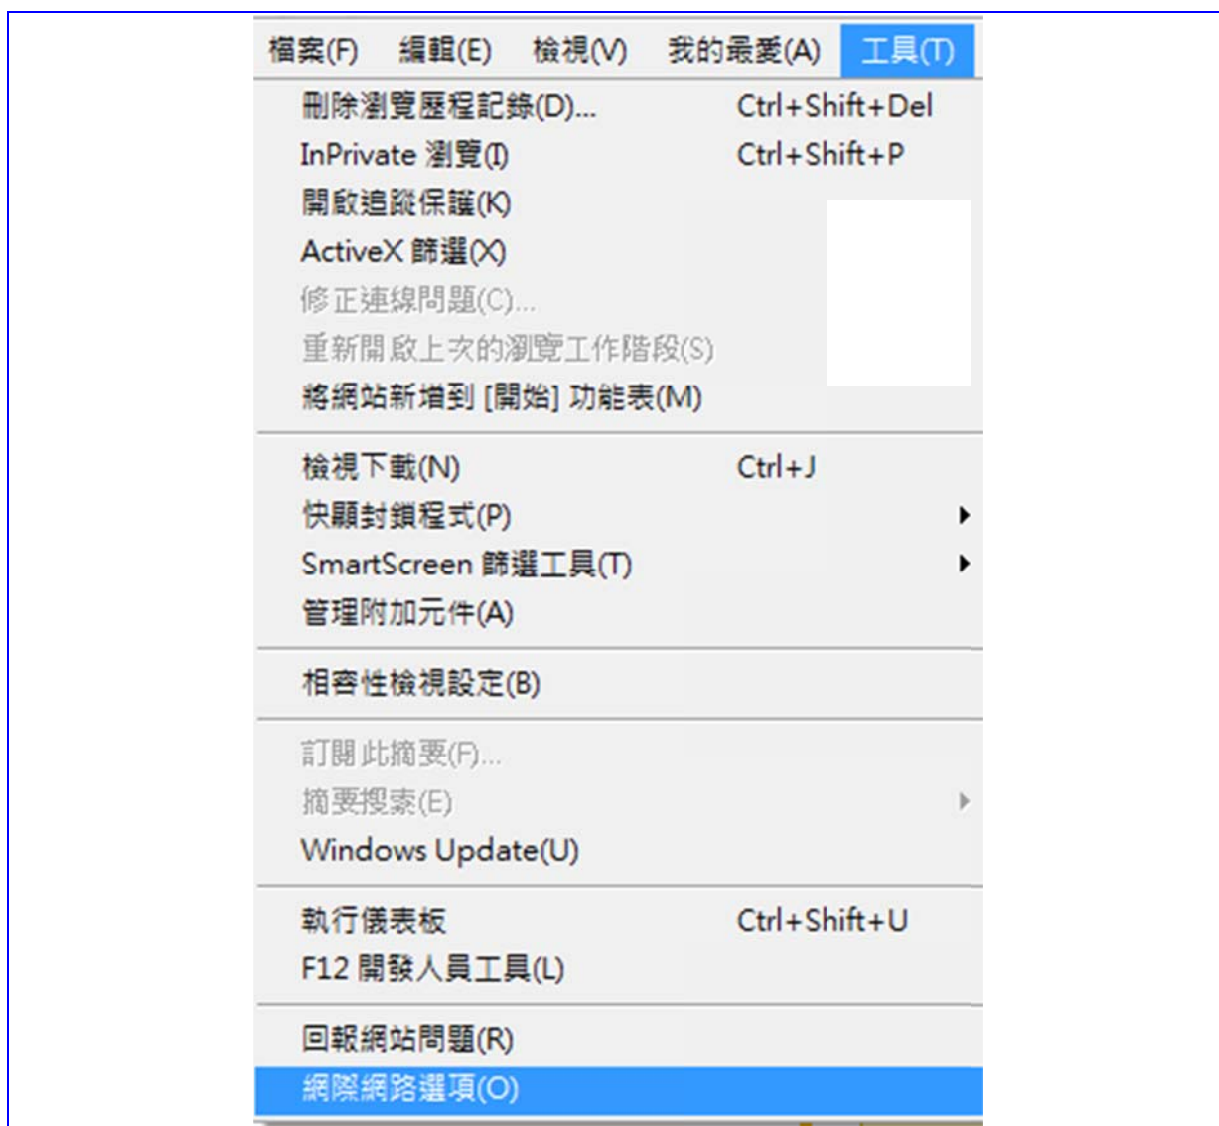 檔案(F) 編輯(E) 檢視(V) 我的最愛(A) 工具(T)
刪除瀏覽歷程記錄(D)... Ctrl+Shift+Del
InPrivate 瀏覽(I) Ctrl+Shift+P
開啟追蹤保護(K)
ActiveX 篩選(X)
修正連線問題(C)...
重新開啟上次的瀏覽工作階段(S)
將網站新增到 [開始] 功能表(M)
檢視下載(N) Ctrl+J
快顯封鎖程式(P)
SmartScreen 篩選工具(T)
管理附加元件(A)
相容性檢視設定(B)
訂閱此摘要(F)...
摘要搜索(E)
Windows Update(U)
執行儀表板 Ctrl+Shift+U
F12 開發人員工具(L)
回報網站問題(R)
網際網路選項(O)